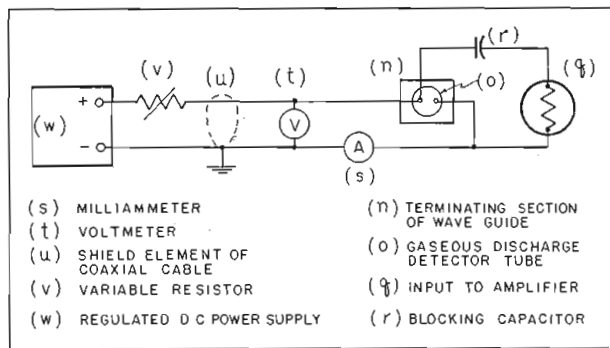 (r)
(v)
(u)
(t)
(n)
(o)
(q)
+
(w)
V
-
A
(s)
(s) MILLIAMMETER
(t) VOLTMETER
(u) SHIELD ELEMENT OF
COAXIAL CABLE
(v) VARIABLE RESISTOR
(w) REGULATED D C POWER SUPPLY
(n) TERMINATING SECTION
OF WAVE GUIDE
(o) GASEOUS DISCHARGE
DETECTOR TUBE
(q) INPUT TO AMPLIFIER
(r) BLOCKING CAPACITOR